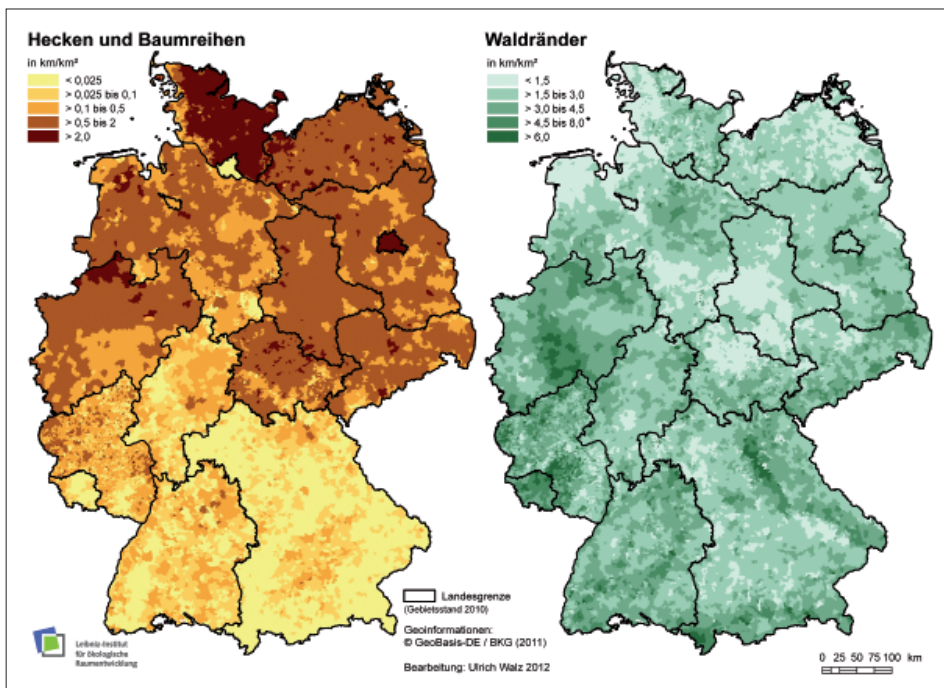 Hecken und Baumreihen
in km/km²
< 0,025
> 0,025 bis 0,1
> 0,1 bis 0,5
> 0,5 bis 2
> 2,0
Waldränder
in km/km²
< 1,5
> 1,5 bis 3,0
> 3,0 bis 4,5
> 4,5 bis 6,0
> 6,0
Leibniz-Institut
für ökologische
Raumentwicklung
Landesgrenze
(Gebietsstand 2010)
Geoinformationen:
© GeoBasis-DE / BKG (2011)
Bearbeitung: Ulrich Walz 2012
0 25 50 75 100 km